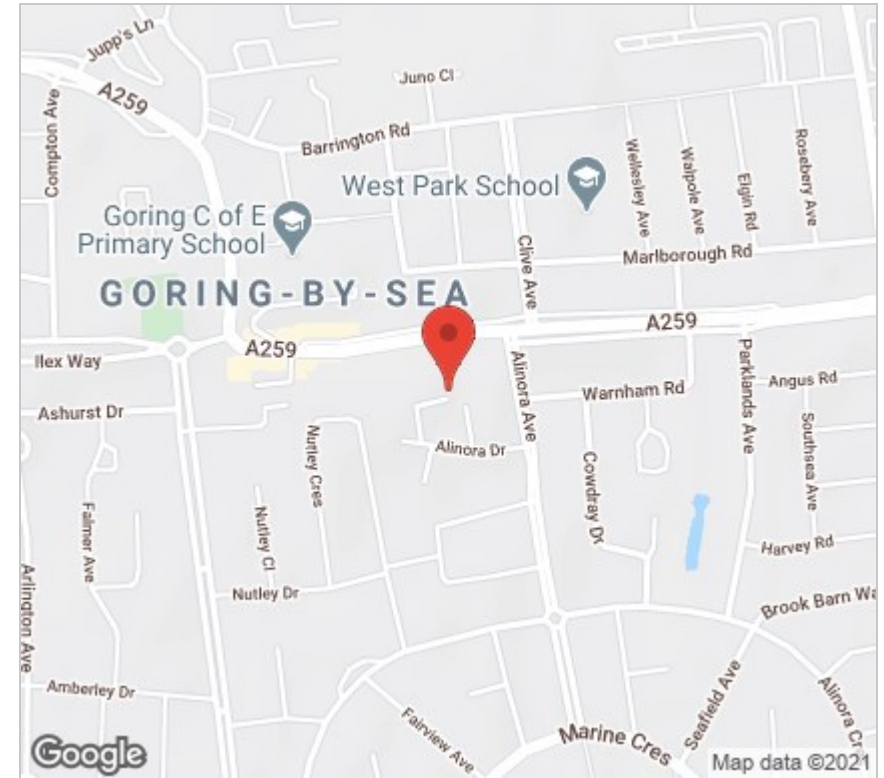 Jupp's Ln
A259
Juno Cl
Compton Ave
Barrington Rd
West Park School
Wellesley Ave
Walpole Ave
Elgin Rd
Rosebery Ave
Goring C of E
Primary School
Clive Ave
Marlborough Rd
GORING-BY-SEA
A259
A259
Ilex Way
Alinora Ave
Parklands Ave
Angus Rd
Warnham Rd
Ashurst Dr
Nutley Cres
Alinora Dr
Southsea Ave
Cowdray Dr
Falmer Ave
Nutley Cl
Harvey Rd
Arlington Ave
Nutley Dr
Brook Barn Wa
Amberley Dr
Seafield Ave
Alinora Cr
Fairview Ave
Marine Cres
Google
Map data ©2021